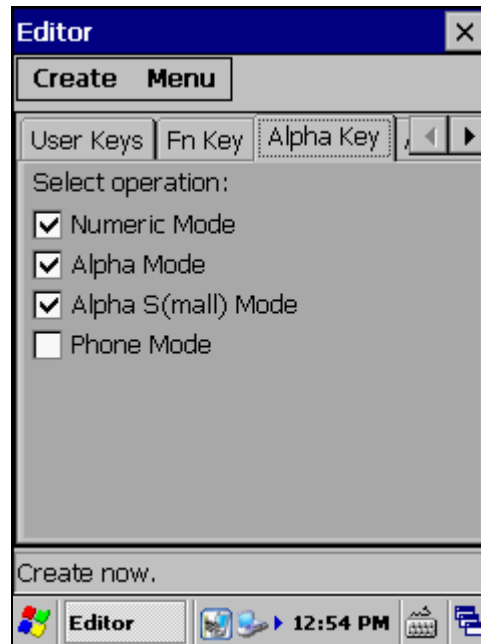 Editor
Create Menu
User Keys Fn Key Alpha Key
Select operation:
Numeric Mode
Alpha Mode
Alpha S(mall) Mode
Phone Mode
Create now.
Editor 12:54 PM